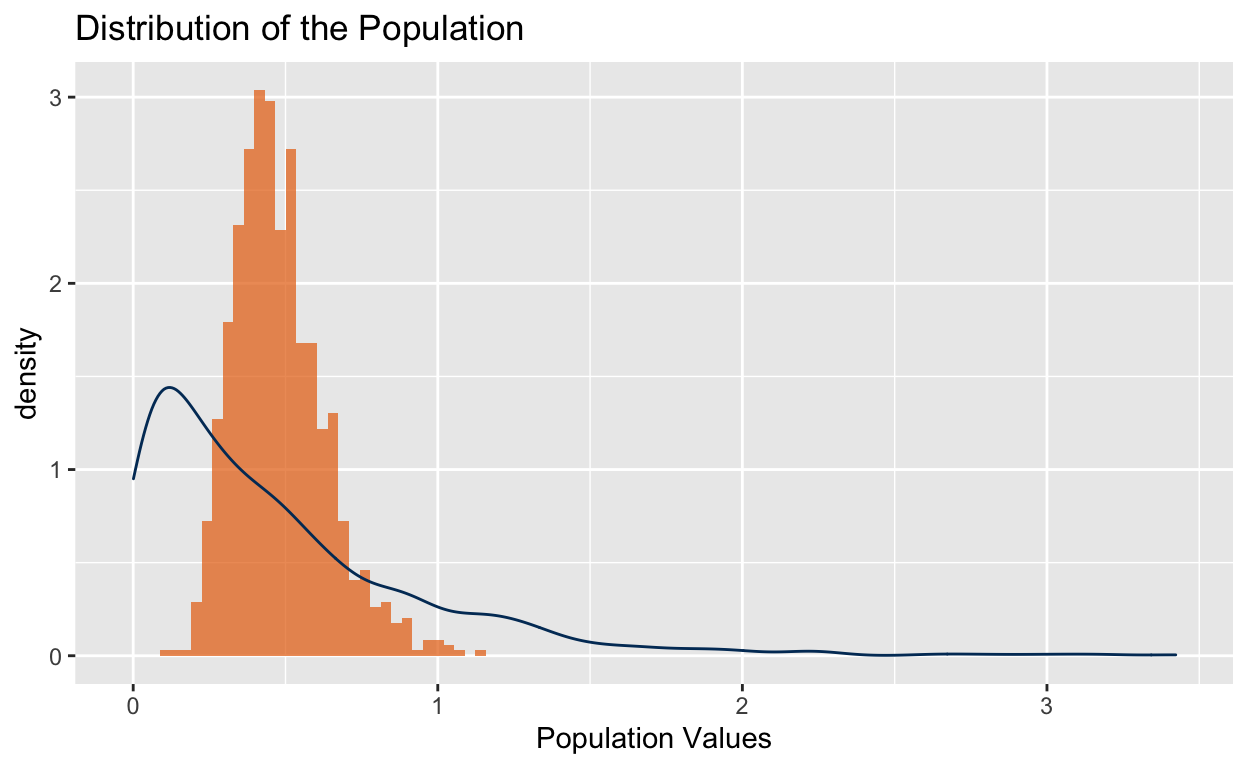 Distribution of the Population
3
2
1
0
density
0 1 2 3
Population Values